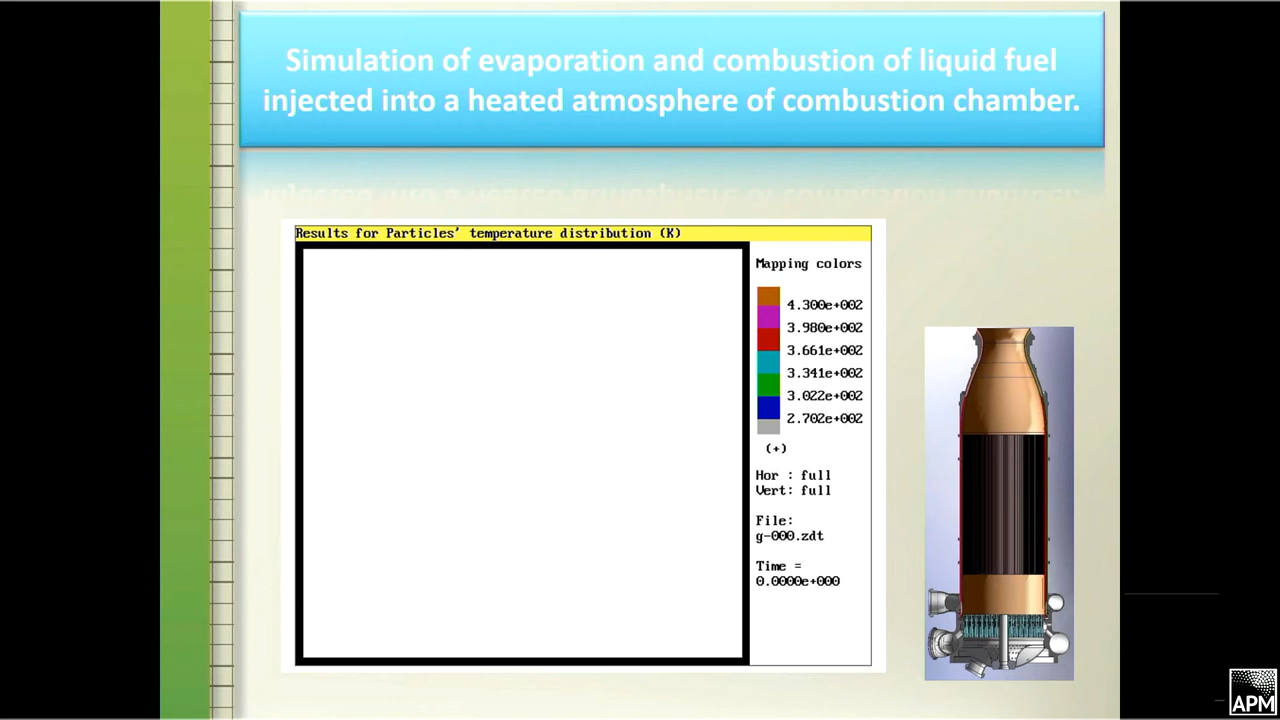 Simulation of evaporation and combustion of liquid fuel
injected into a heated atmosphere of combustion chamber.
Results for Particles' temperature distribution (K)
Mapping colors
4.300e+002
3.980e+002
3.661e+002
3.341e+002
3.022e+002
2.702e+002
(+)
Hor : full
Vert: full
File:
g-000.zdt
Time =
0.0000e+000
APM